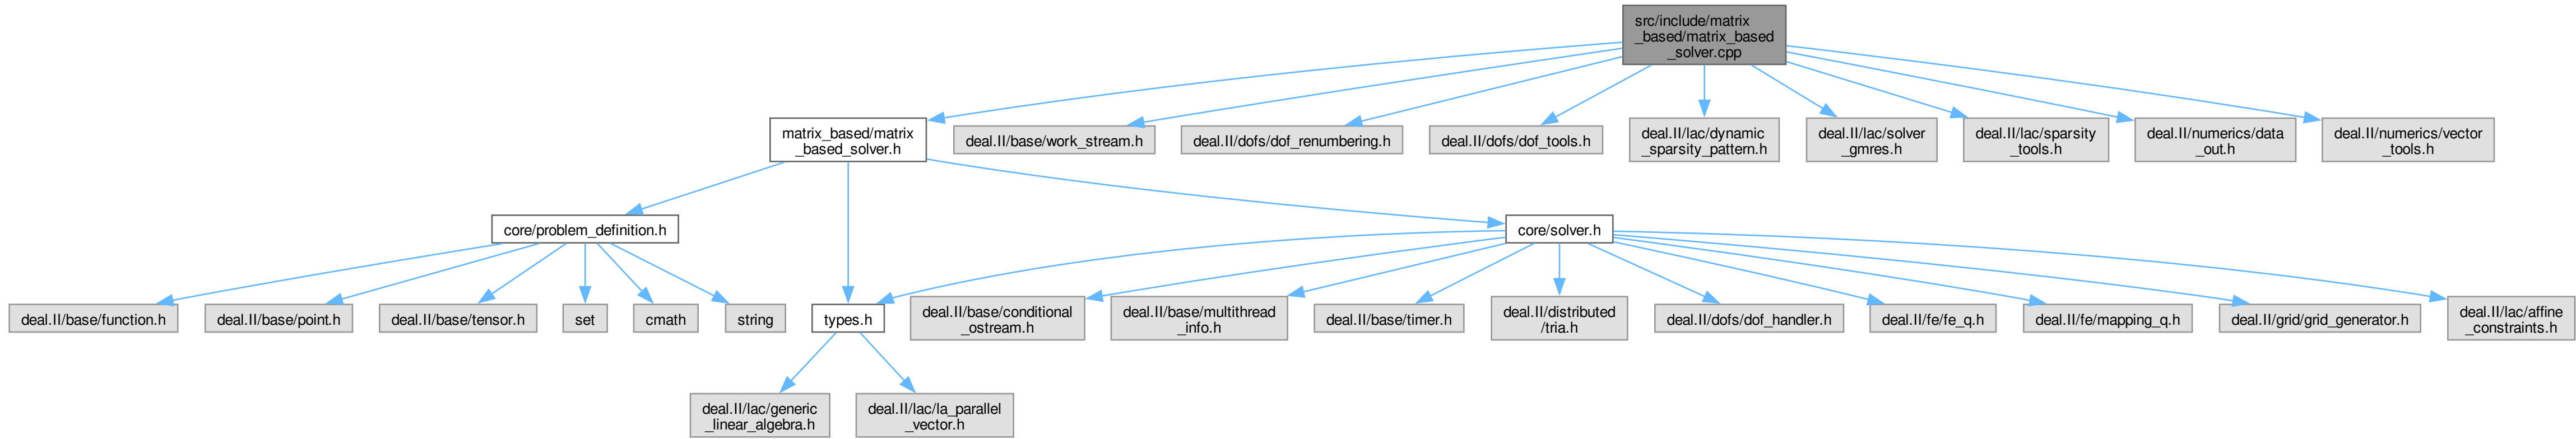 src/include/matrix
_based/matrix_based
_solver.cpp
matrix_based/matrix
_based_solver.h
deal.II/base/work_stream.h
deal.II/dofs/dof_renumbering.h
deal.II/dofs/dof_tools.h
deal.II/lac/dynamic
_sparsity_pattern.h
deal.II/lac/solver
_gmres.h
deal.II/lac/sparsity
_tools.h
deal.II/numerics/data
_out.h
deal.II/numerics/vector
_tools.h
core/problem_definition.h
core/solver.h
deal.II/base/function.h
deal.II/base/point.h
deal.II/base/tensor.h
set
cmath
string
types.h
deal.II/base/conditional
_ostream.h
deal.II/base/multithread
_info.h
deal.II/base/timer.h
deal.II/distributed
/tria.h
deal.II/dofs/dof_handler.h
deal.II/fe/fe_q.h
deal.II/fe/mapping_q.h
deal.II/grid/grid_generator.h
deal.II/lac/affine
_constraints.h
deal.II/lac/generic
_linear_algebra.h
deal.II/lac/la_parallel
_vector.h